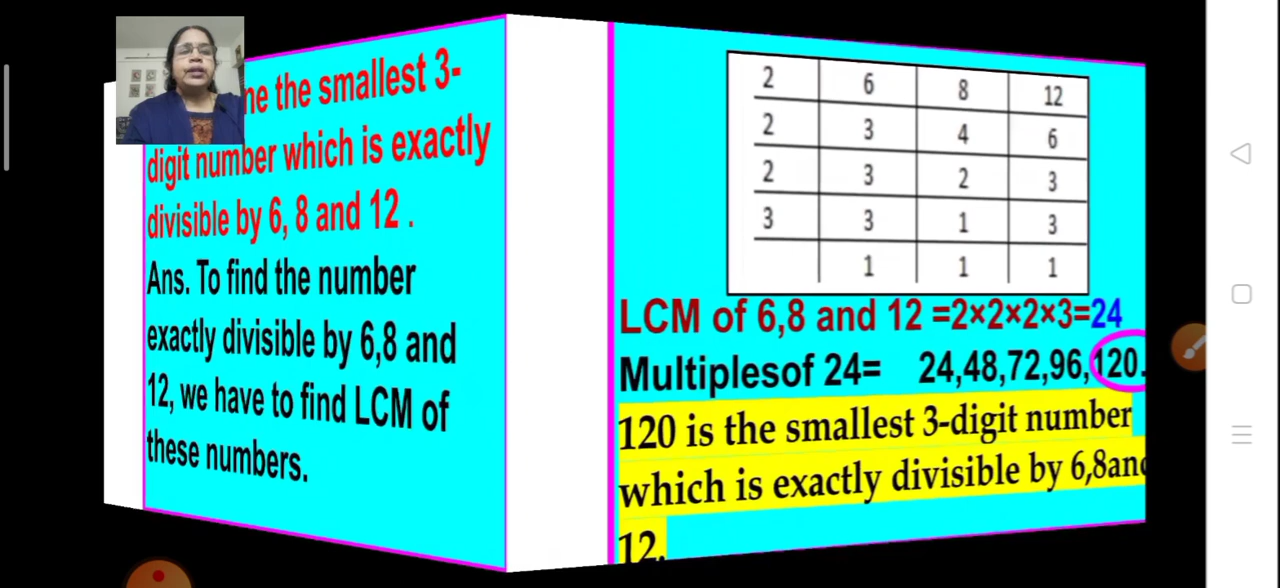 the smallest 3-
digit number which is exactly
divisible by 6, 8 and 12 .
Ans. To find the number
exactly divisible by 6,8 and
12, we have to find LCM of
these numbers.
2 6 8 12
2 3 4 6
2 3 2 3
3 3 1 3
1 1 1
LCM of 6,8 and 12 =2×2×2×3=24
Multiplesof 24= 24,48,72,96,120.
120 is the smallest 3-digit number
which is exactly divisible by 6,8and
12.